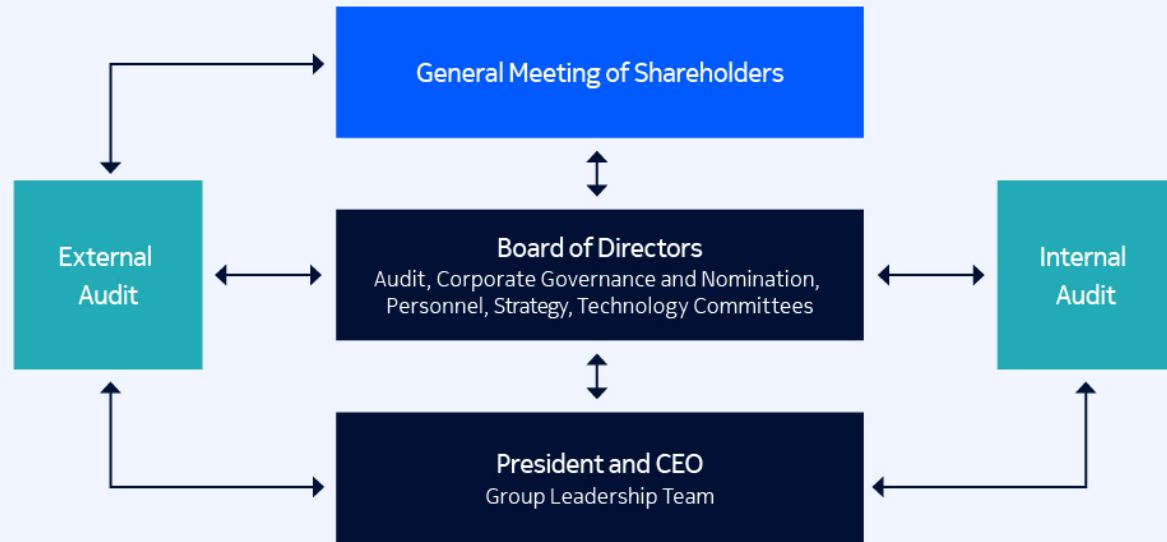 General Meeting of Shareholders
External
Audit
Board of Directors
Audit, Corporate Governance and Nomination,
Personnel, Strategy, Technology Committees
Internal
Audit
President and CEO
Group Leadership Team